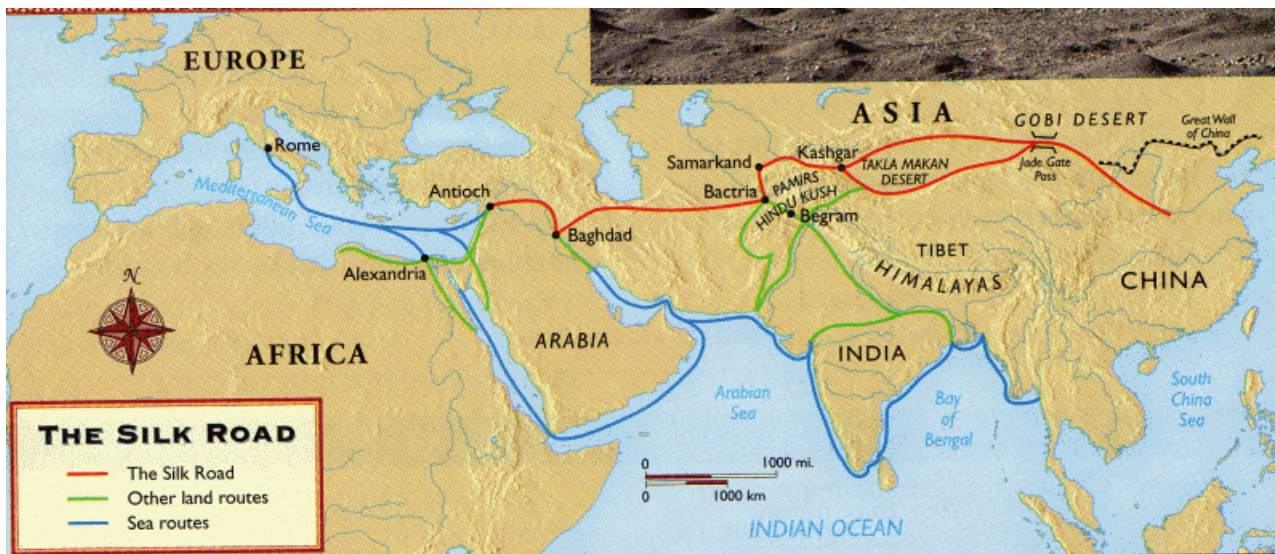 EUROPE
ASIA
GOBI DESERT
Great Wall
of China
Rome
Samarkand
Kashgar
TAKLA MAKAN
DESERT
Jade Gate
Pass
Mediterranean
Sea
Antioch
Bactria
PAMIRS
HINDU KUSH
Begram
Baghdad
TIBET
HIMALAYAS
CHINA
Alexandria
N
AFRICA
ARABIA
INDIA
Arabian
Sea
Bay
of
Bengal
South
China
Sea
THE SILK ROAD
The Silk Road
Other land routes
Sea routes
0 1000 mi.
0 1000 km
INDIAN OCEAN